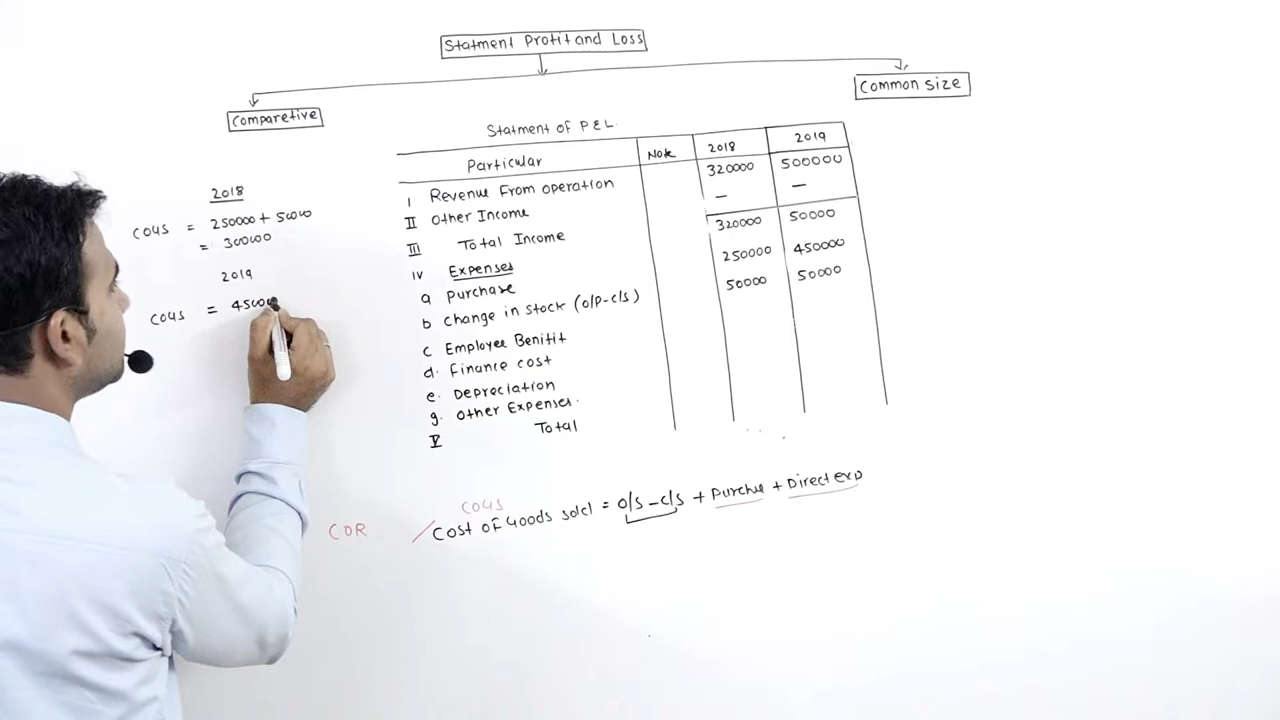 Statment Profit and Loss
Comparetive
Common size
Statment of P&L.
Particular Note 2018 2019
I Revenue From operation 320000 500000
II Other Income — —
III Total Income 320000 50000
IV Expenses
a Purchase 250000 450000
b change in stock (O/P-C/S) 50000 50000
c Employee Benitit
d. Finance cost
e. Depreciation
g. Other Expenses.
V Total
2018
COGS = 250000 + 50000
= 300000
2019
COGS = 45000
COGS
COR / Cost of Goods sold = O/S - C/S + Purchse + Direct exp